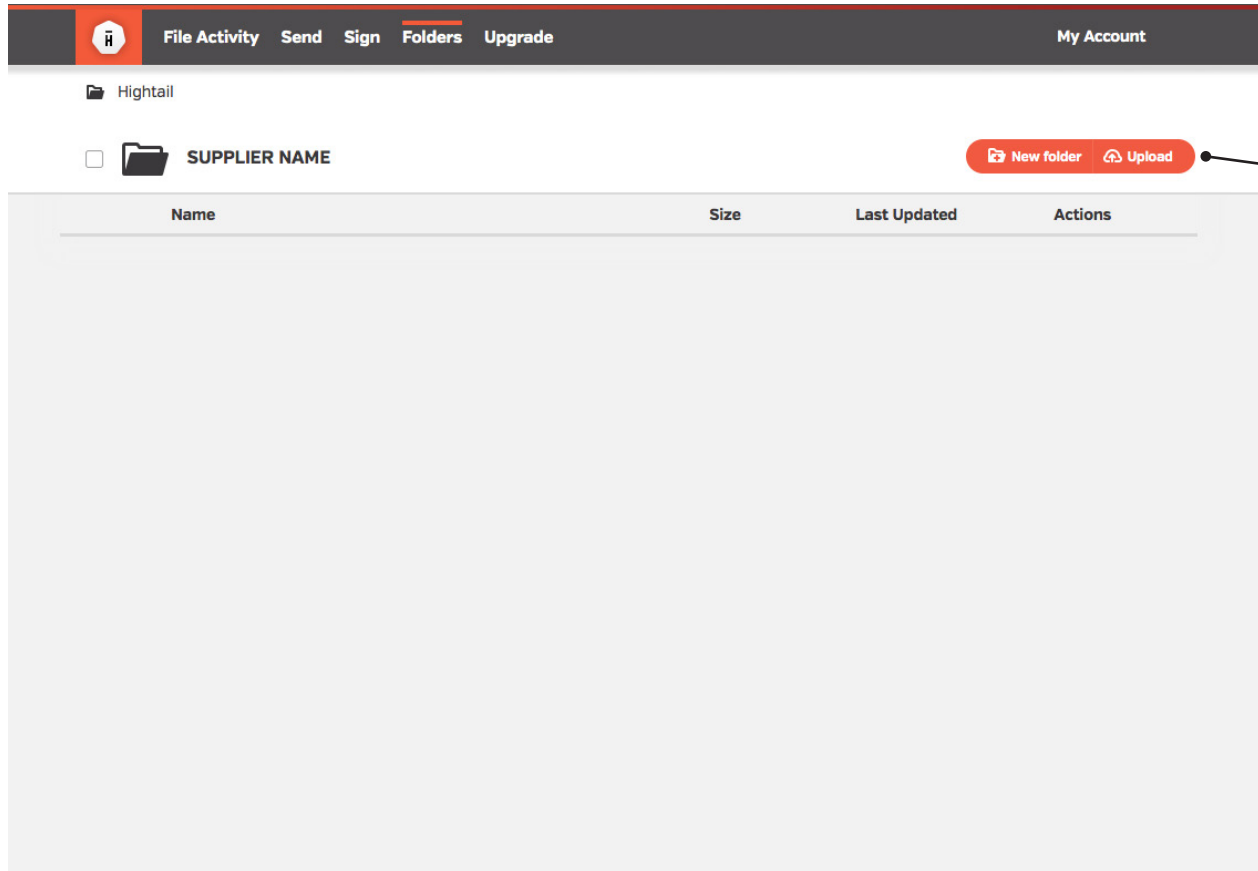 File Activity Send Sign Folders Upgrade My Account
Hightail
SUPPLIER NAME New folder Upload
Name Size Last Updated Actions